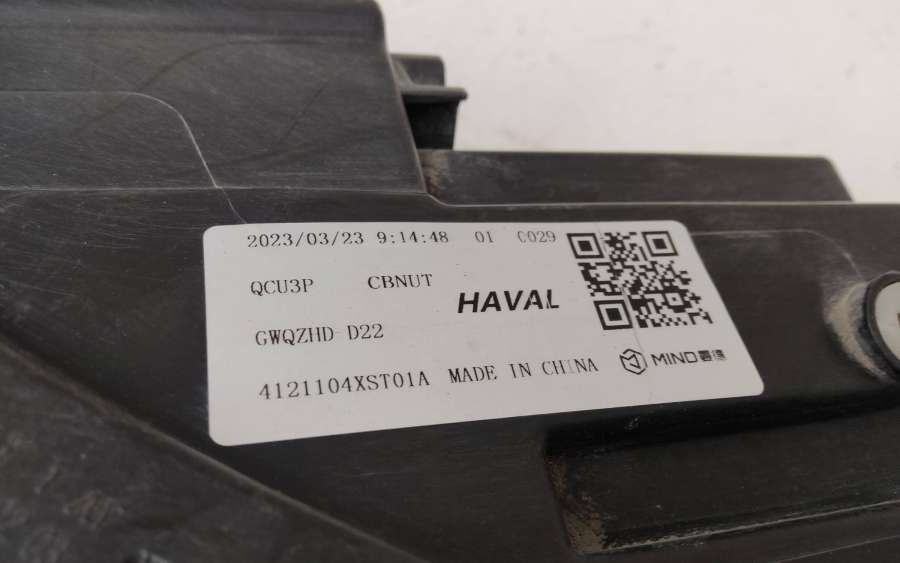 2023/03/23 9:14:48 01 C029
QCU3P CBNUT
HAVAL
GWQZHD D22
4121104XST01A MADE IN CHINA
MIND